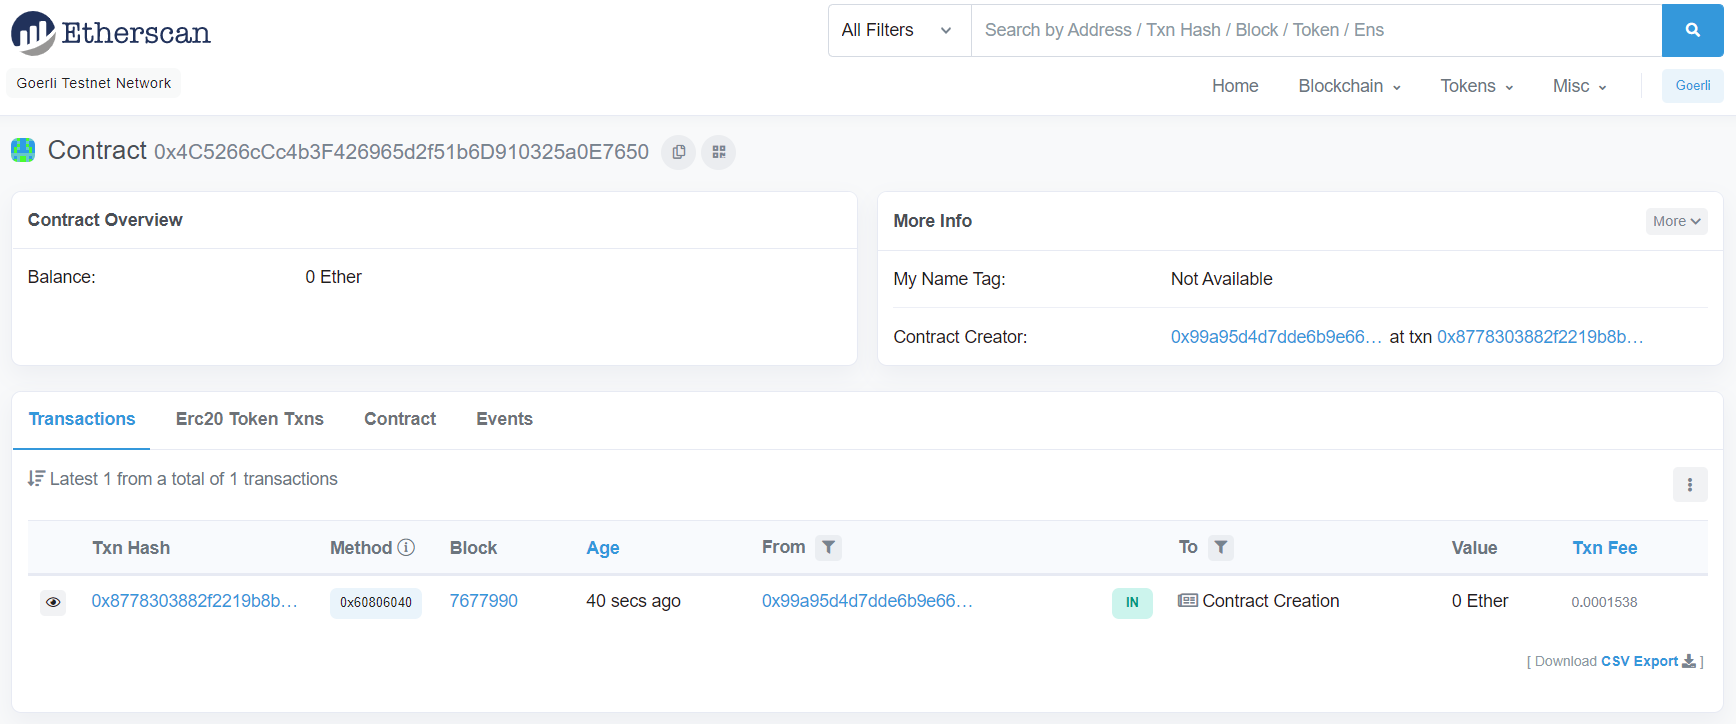 Etherscan
All Filters
Search by Address / Txn Hash / Block / Token / Ens
Goerli Testnet Network
Home Blockchain Tokens Misc Goerli
Contract 0x4C5266cCc4b3F426965d2f51b6D910325a0E7650
Contract Overview
Balance: 0 Ether
More Info More
My Name Tag: Not Available
Contract Creator: 0x99a95d4d7dde6b9e66... at txn 0x8778303882f2219b8b...
Transactions Erc20 Token Txns Contract Events
Latest 1 from a total of 1 transactions
Txn Hash Method Block Age From To Value Txn Fee
0x8778303882f2219b8b... 0x60806040 7677990 40 secs ago 0x99a95d4d7dde6b9e66... IN Contract Creation 0 Ether 0.0001538
[ Download CSV Export ]